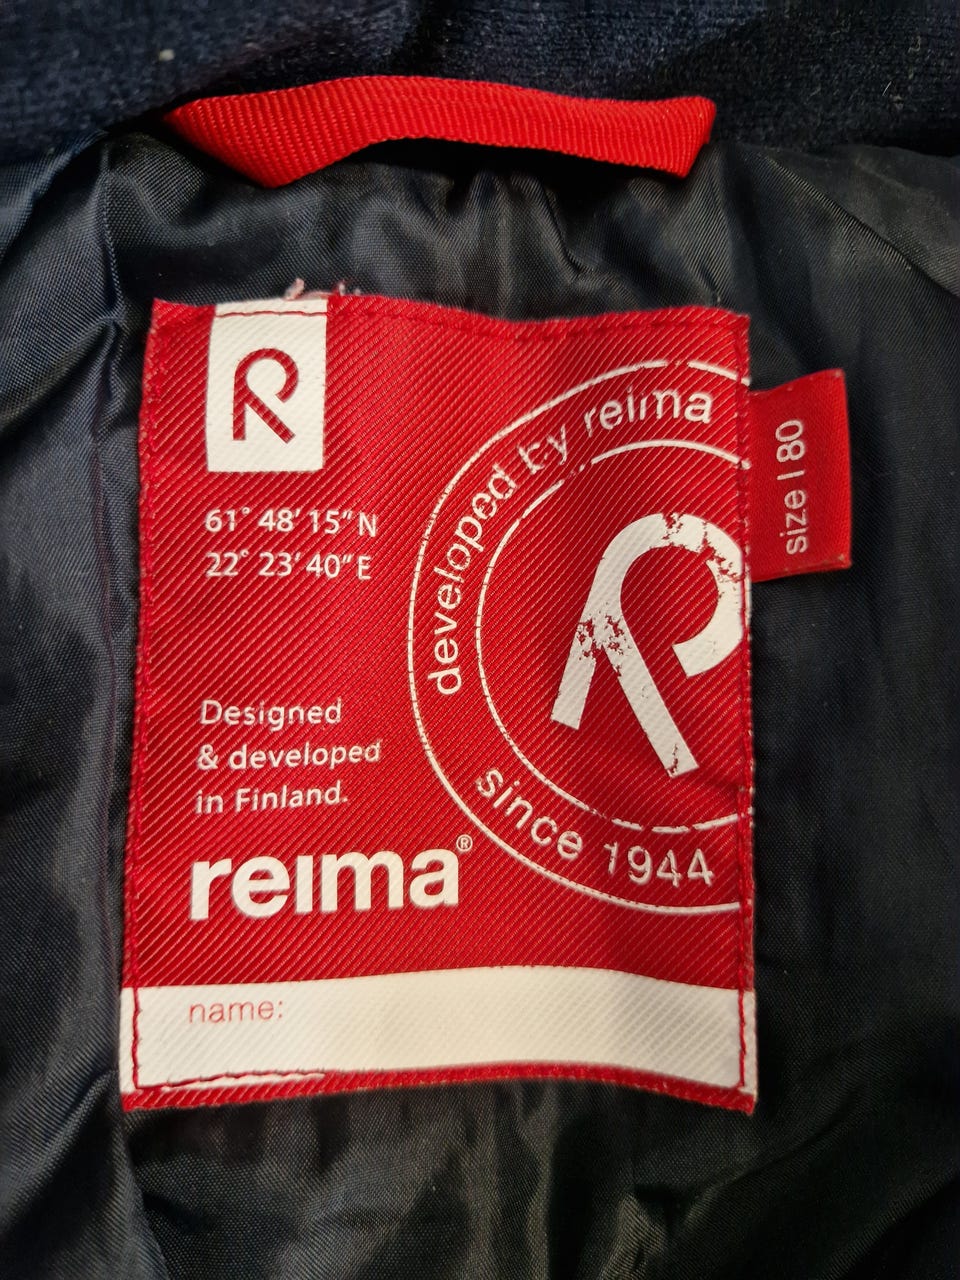 R
61° 48' 15" N
22° 23' 40" E
developed by reima
R
since 1944
size | 80
Designed
& developed
in Finland.
reima®
name: